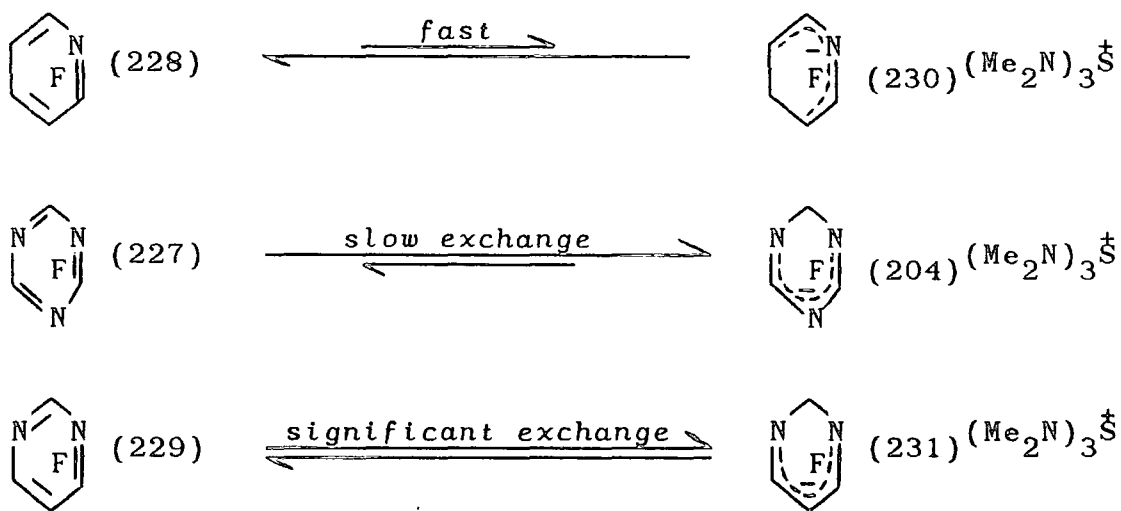 fast
N F (228) N F (230) (Me2N)3S+
slow exchange
N N F N (227) N N F N (204) (Me2N)3S+
significant exchange
N N F (229) N N F (231) (Me2N)3S+